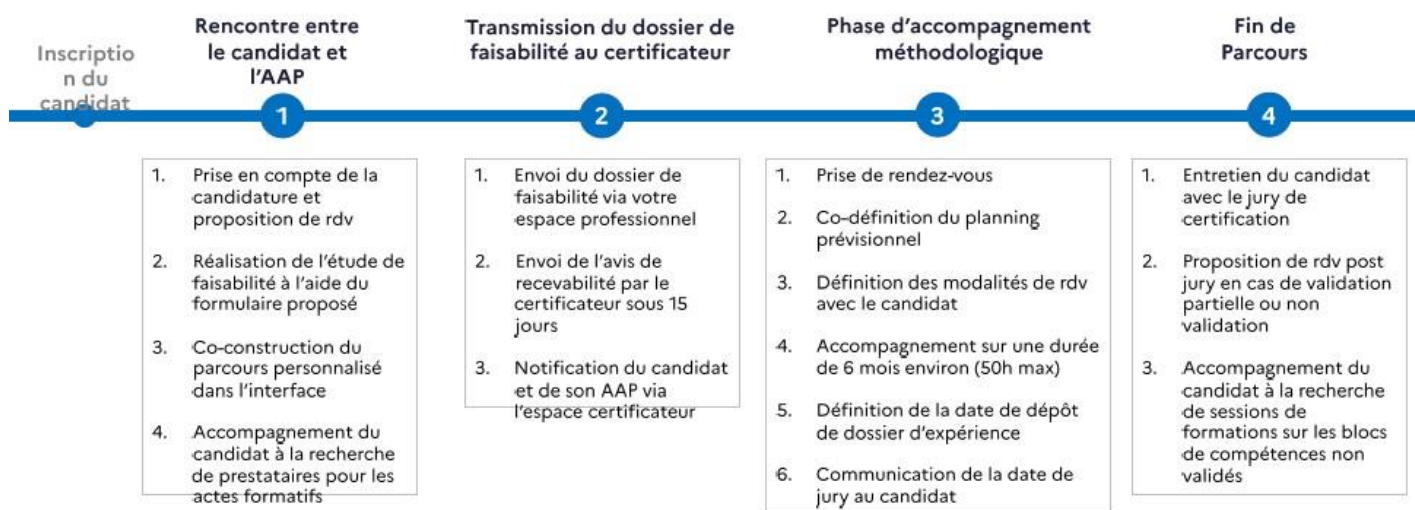 Inscriptio
n du
candidat
Rencontre entre
le candidat et
l'AAP
1
1. Prise en compte de la
candidature et
proposition de rdv
2. Réalisation de l'étude de
faisabilité à l'aide du
formulaire proposé
3. Co-construction du
parcours personnalisé
dans l'interface
4. Accompagnement du
candidat à la recherche
de prestataires pour les
actes formatifs
Transmission du dossier de
faisabilité au certificateur
2
1. Envoi du dossier de
faisabilité via votre
espace professionnel
2. Envoi de l'avis de
recevabilité par le
certificateur sous 15
jours
3. Notification du candidat
et de son AAP via
l'espace certificateur
Phase d'accompagnement
méthodologique
3
1. Prise de rendez-vous
2. Co-définition du planning
prévisionnel
3. Définition des modalités de rdv
avec le candidat
4. Accompagnement sur une durée
de 6 mois environ (50h max)
5. Définition de la date de dépôt
de dossier d'expérience
6. Communication de la date de
jury au candidat
Fin de
Parcours
4
1. Entretien du candidat
avec le jury de
certification
2. Proposition de rdv post
jury en cas de validation
partielle ou non
validation
3. Accompagnement du
candidat à la recherche
de sessions de
formations sur les blocs
de compétences non
validés